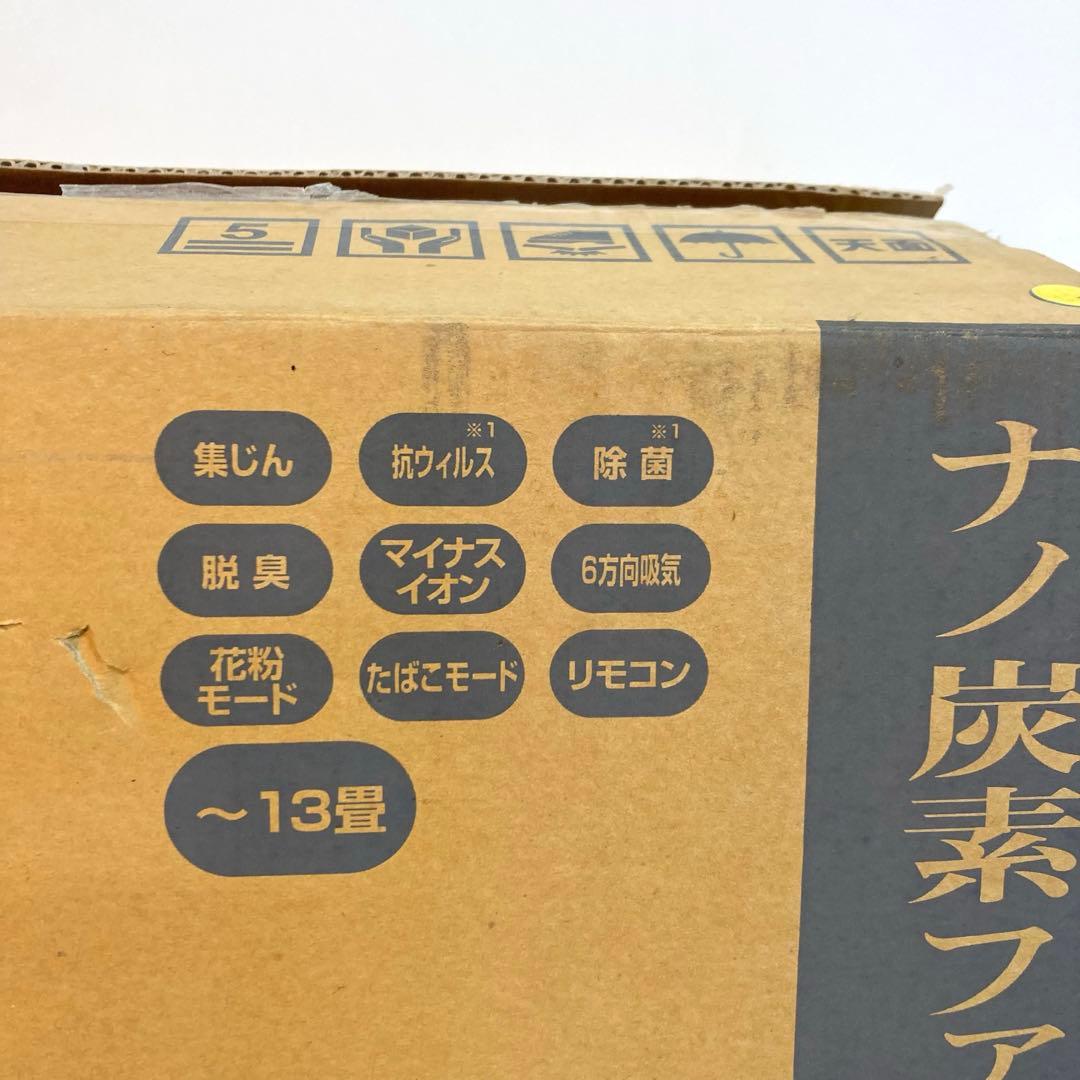 5
天面
集じん
※1
抗ウィルス
※1
除菌
脱臭
マイナス
イオン
6方向吸気
花粉
モード
たばこモード
リモコン
～13畳
ナノ炭素ファ